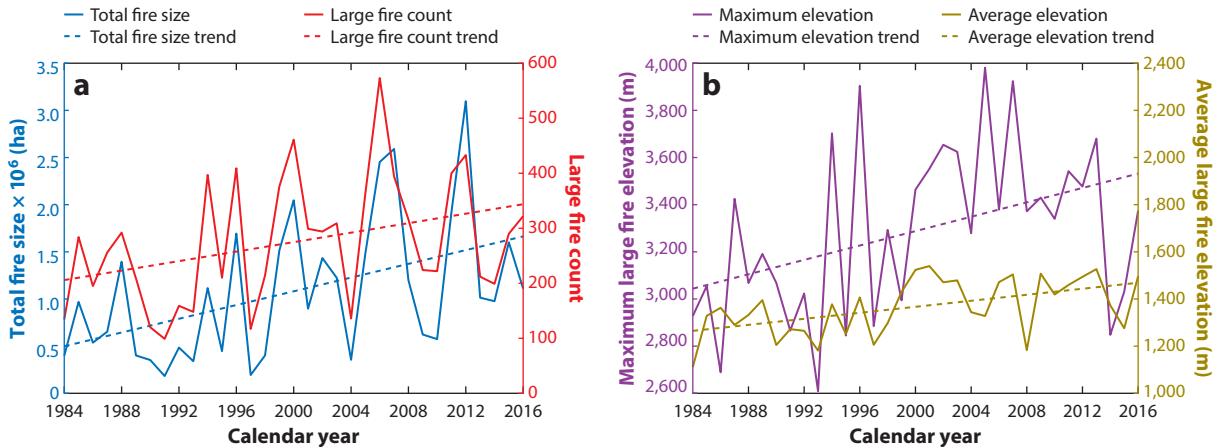 Total fire size
Total fire size trend
Large fire count
Large fire count trend
a
Total fire size × 10⁶ (ha)
3.5
3.0
2.5
2.0
1.5
1.0
0.5
0
Large fire count
600
500
400
300
200
100
0
1984 1988 1992 1996 2000 2004 2008 2012 2016
Calendar year
Maximum elevation
Maximum elevation trend
Average elevation
Average elevation trend
b
Maximum large fire elevation (m)
4,000
3,800
3,600
3,400
3,200
3,000
2,800
2,600
Average large fire elevation (m)
2,400
2,200
2,000
1,800
1,600
1,400
1,200
1,000
1984 1988 1992 1996 2000 2004 2008 2012 2016
Calendar year